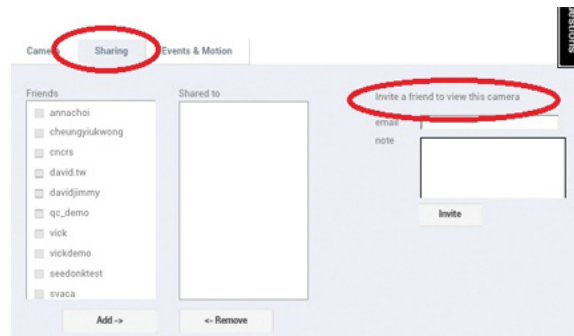 estions
Camera Sharing Events & Motion
Friends
annachoi
cheungyiukwong
cncrs
david.tw
davidjimmy
qc_demo
vick
vickdemo
seedonktest
svaca
Add ->
Shared to
<- Remove
Invite a friend to view this camera
email
note
Invite